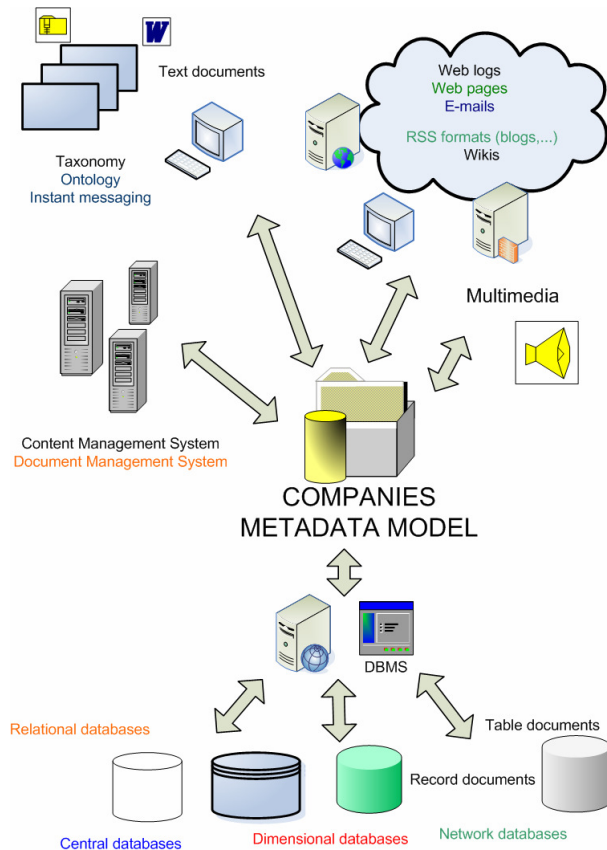 W
Text documents
Taxonomy
Ontology
Instant messaging
Web logs
Web pages
E-mails
RSS formats (blogs,...)
Wikis
Multimedia
Content Management System
Document Management System
COMPANIES
METADATA MODEL
DBMS
Relational databases
Table documents
Record documents
Central databases
Dimensional databases
Network databases